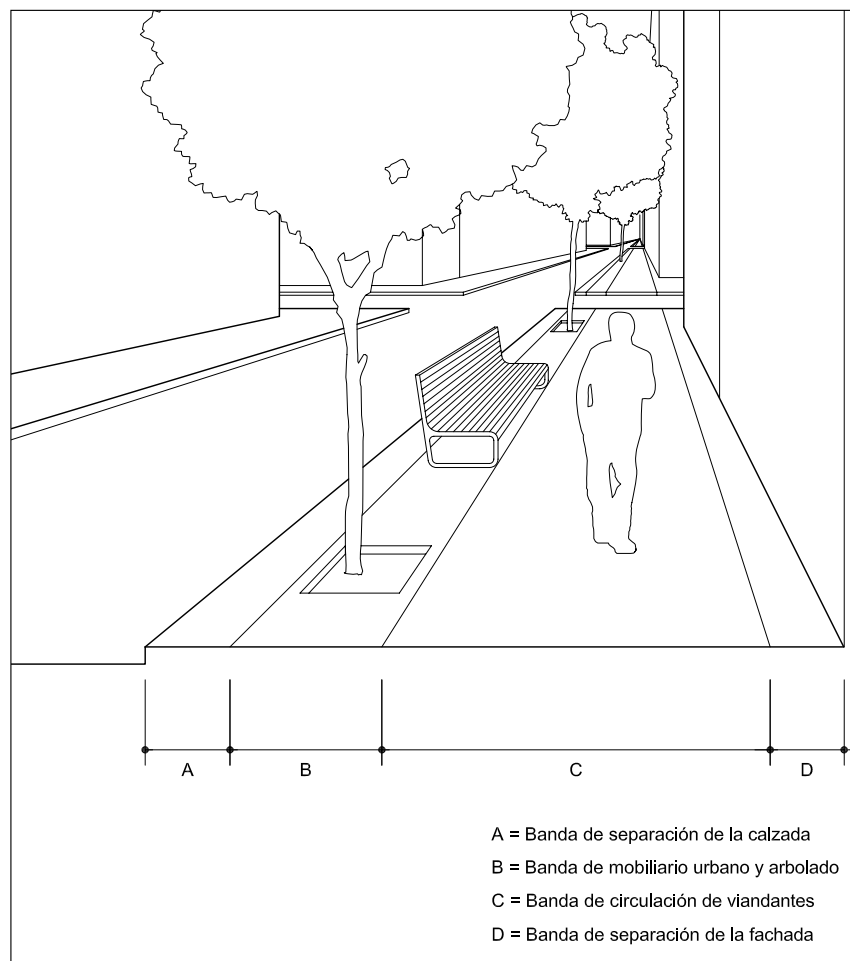 A B C D
A = Banda de separación de la calzada
B = Banda de mobiliario urbano y arbolado
C = Banda de circulación de viandantes
D = Banda de separación de la fachada